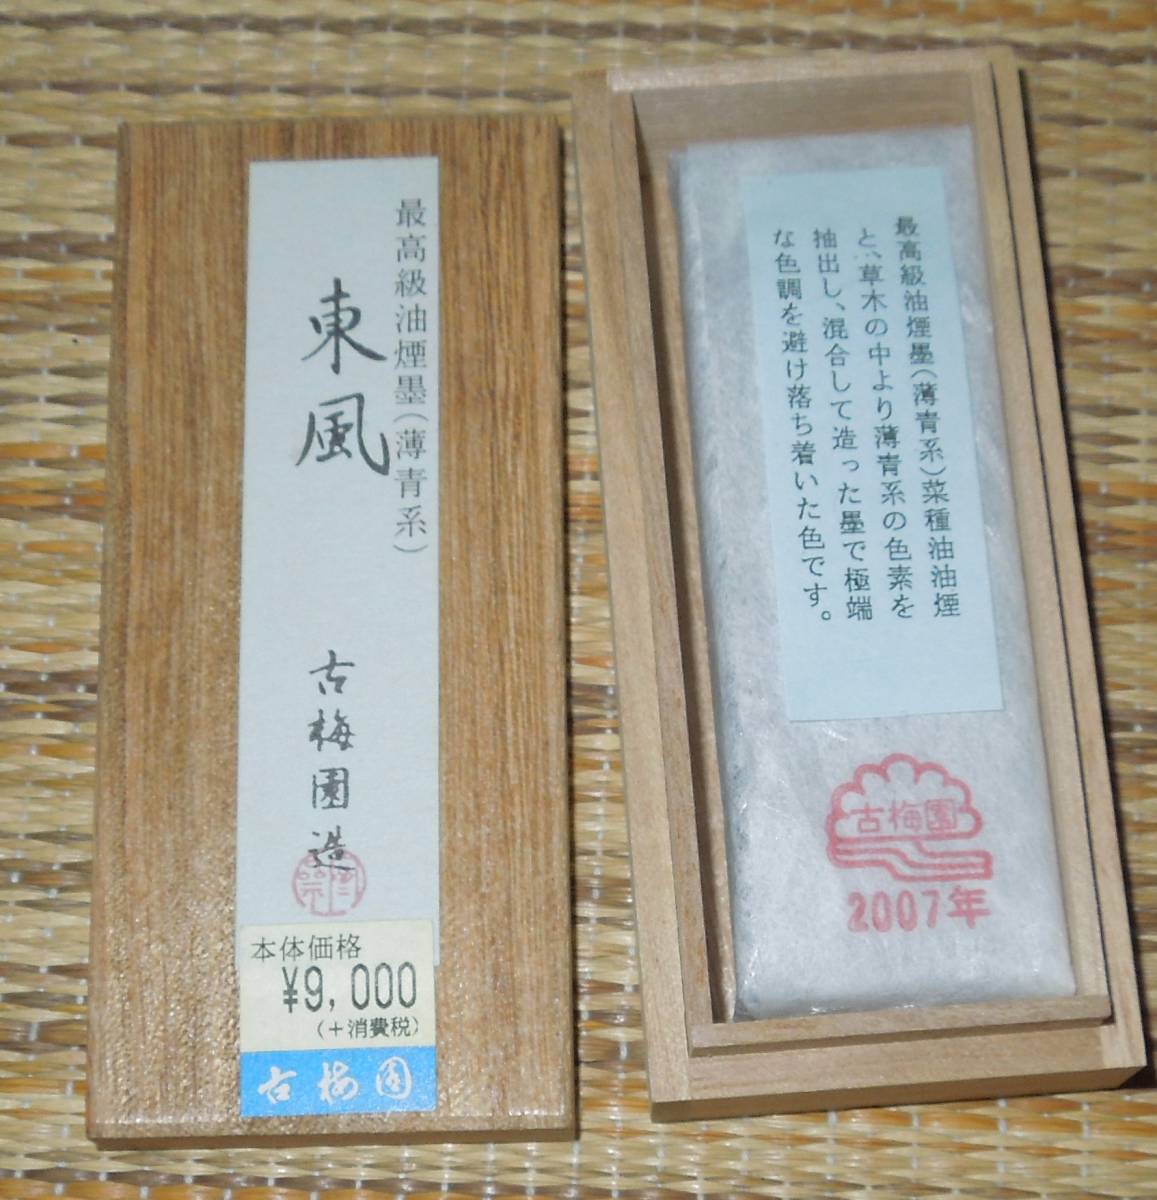 最高級油煙墨(薄青系)
東風
古梅園造
本体価格
¥9,000
(+消費税)
古梅園
最高級油煙墨(薄青系)菜種油油煙
と、草木の中より薄青系の色素を
抽出し、混合して造った墨で極端
な色調を避け落ち着いた色です。
古梅園
2007年